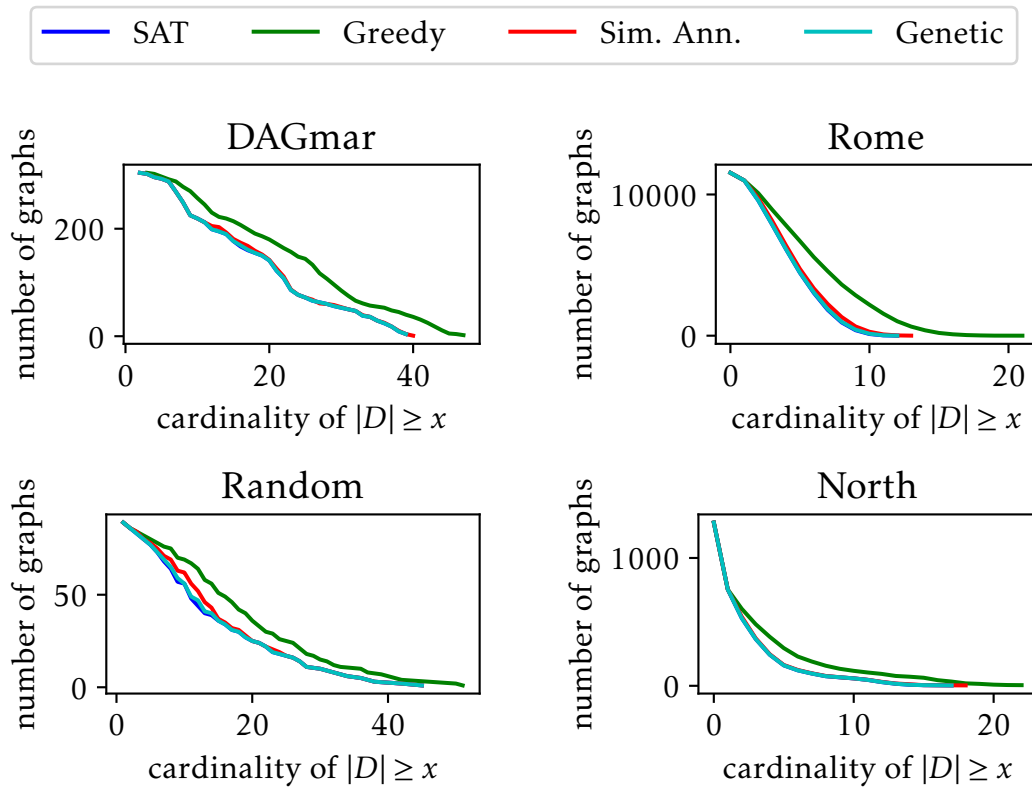 SAT Greedy Sim. Ann. Genetic
DAGmar
number of graphs
200
0
0 20 40
cardinality of |D| ≥ x
Rome
number of graphs
10000
0
0 10 20
cardinality of |D| ≥ x
Random
number of graphs
50
0
0 20 40
cardinality of |D| ≥ x
North
number of graphs
1000
0
0 10 20
cardinality of |D| ≥ x